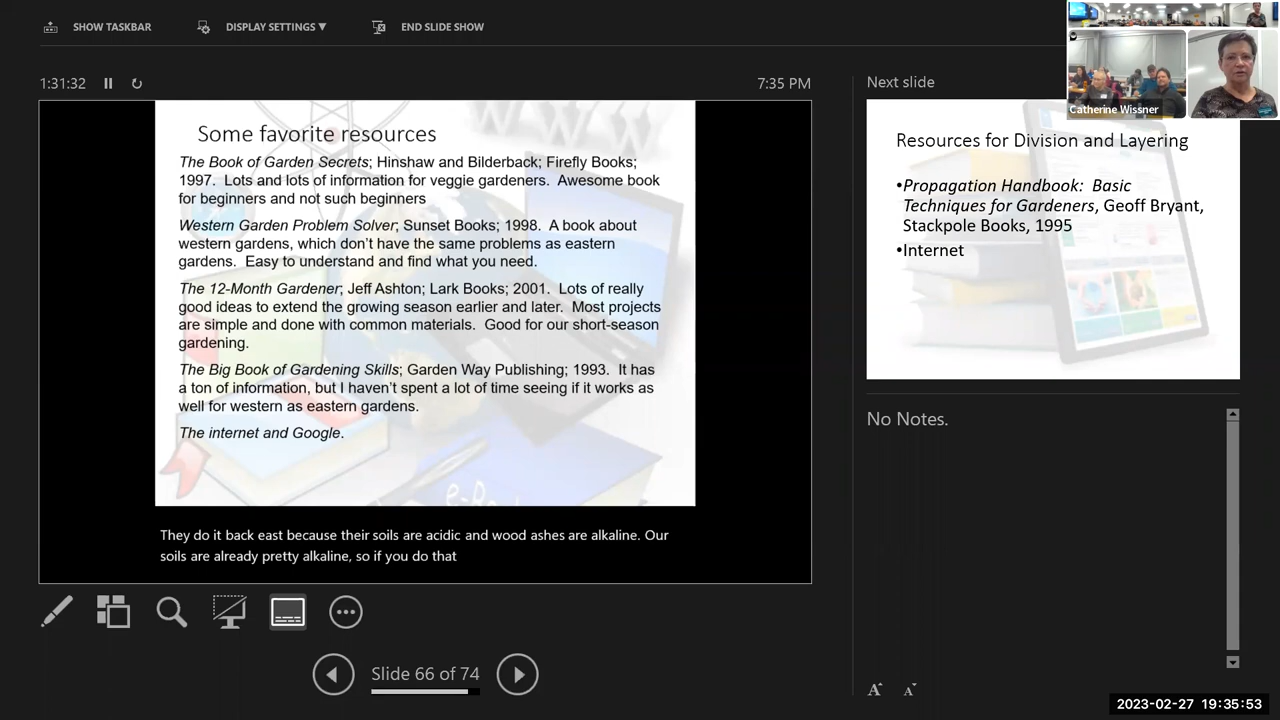 SHOW TASKBAR
DISPLAY SETTINGS ▼
END SLIDE SHOW
1:31:32
7:35 PM
Some favorite resources
The Book of Garden Secrets; Hinshaw and Bilderback; Firefly Books;
1997. Lots and lots of information for veggie gardeners. Awesome book
for beginners and not such beginners
Western Garden Problem Solver; Sunset Books; 1998. A book about
western gardens, which don't have the same problems as eastern
gardens. Easy to understand and find what you need.
The 12-Month Gardener; Jeff Ashton; Lark Books; 2001. Lots of really
good ideas to extend the growing season earlier and later. Most projects
are simple and done with common materials. Good for our short-season
gardening.
The Big Book of Gardening Skills; Garden Way Publishing; 1993. It has
a ton of information, but I haven't spent a lot of time seeing if it works as
well for western as eastern gardens.
The internet and Google.
They do it back east because their soils are acidic and wood ashes are alkaline. Our
soils are already pretty alkaline, so if you do that
Slide 66 of 74
Next slide
Catherine Wissner
Resources for Division and Layering
•Propagation Handbook: Basic
Techniques for Gardeners, Geoff Bryant,
Stackpole Books, 1995
•Internet
No Notes.
A A
2023-02-27 19:35:53